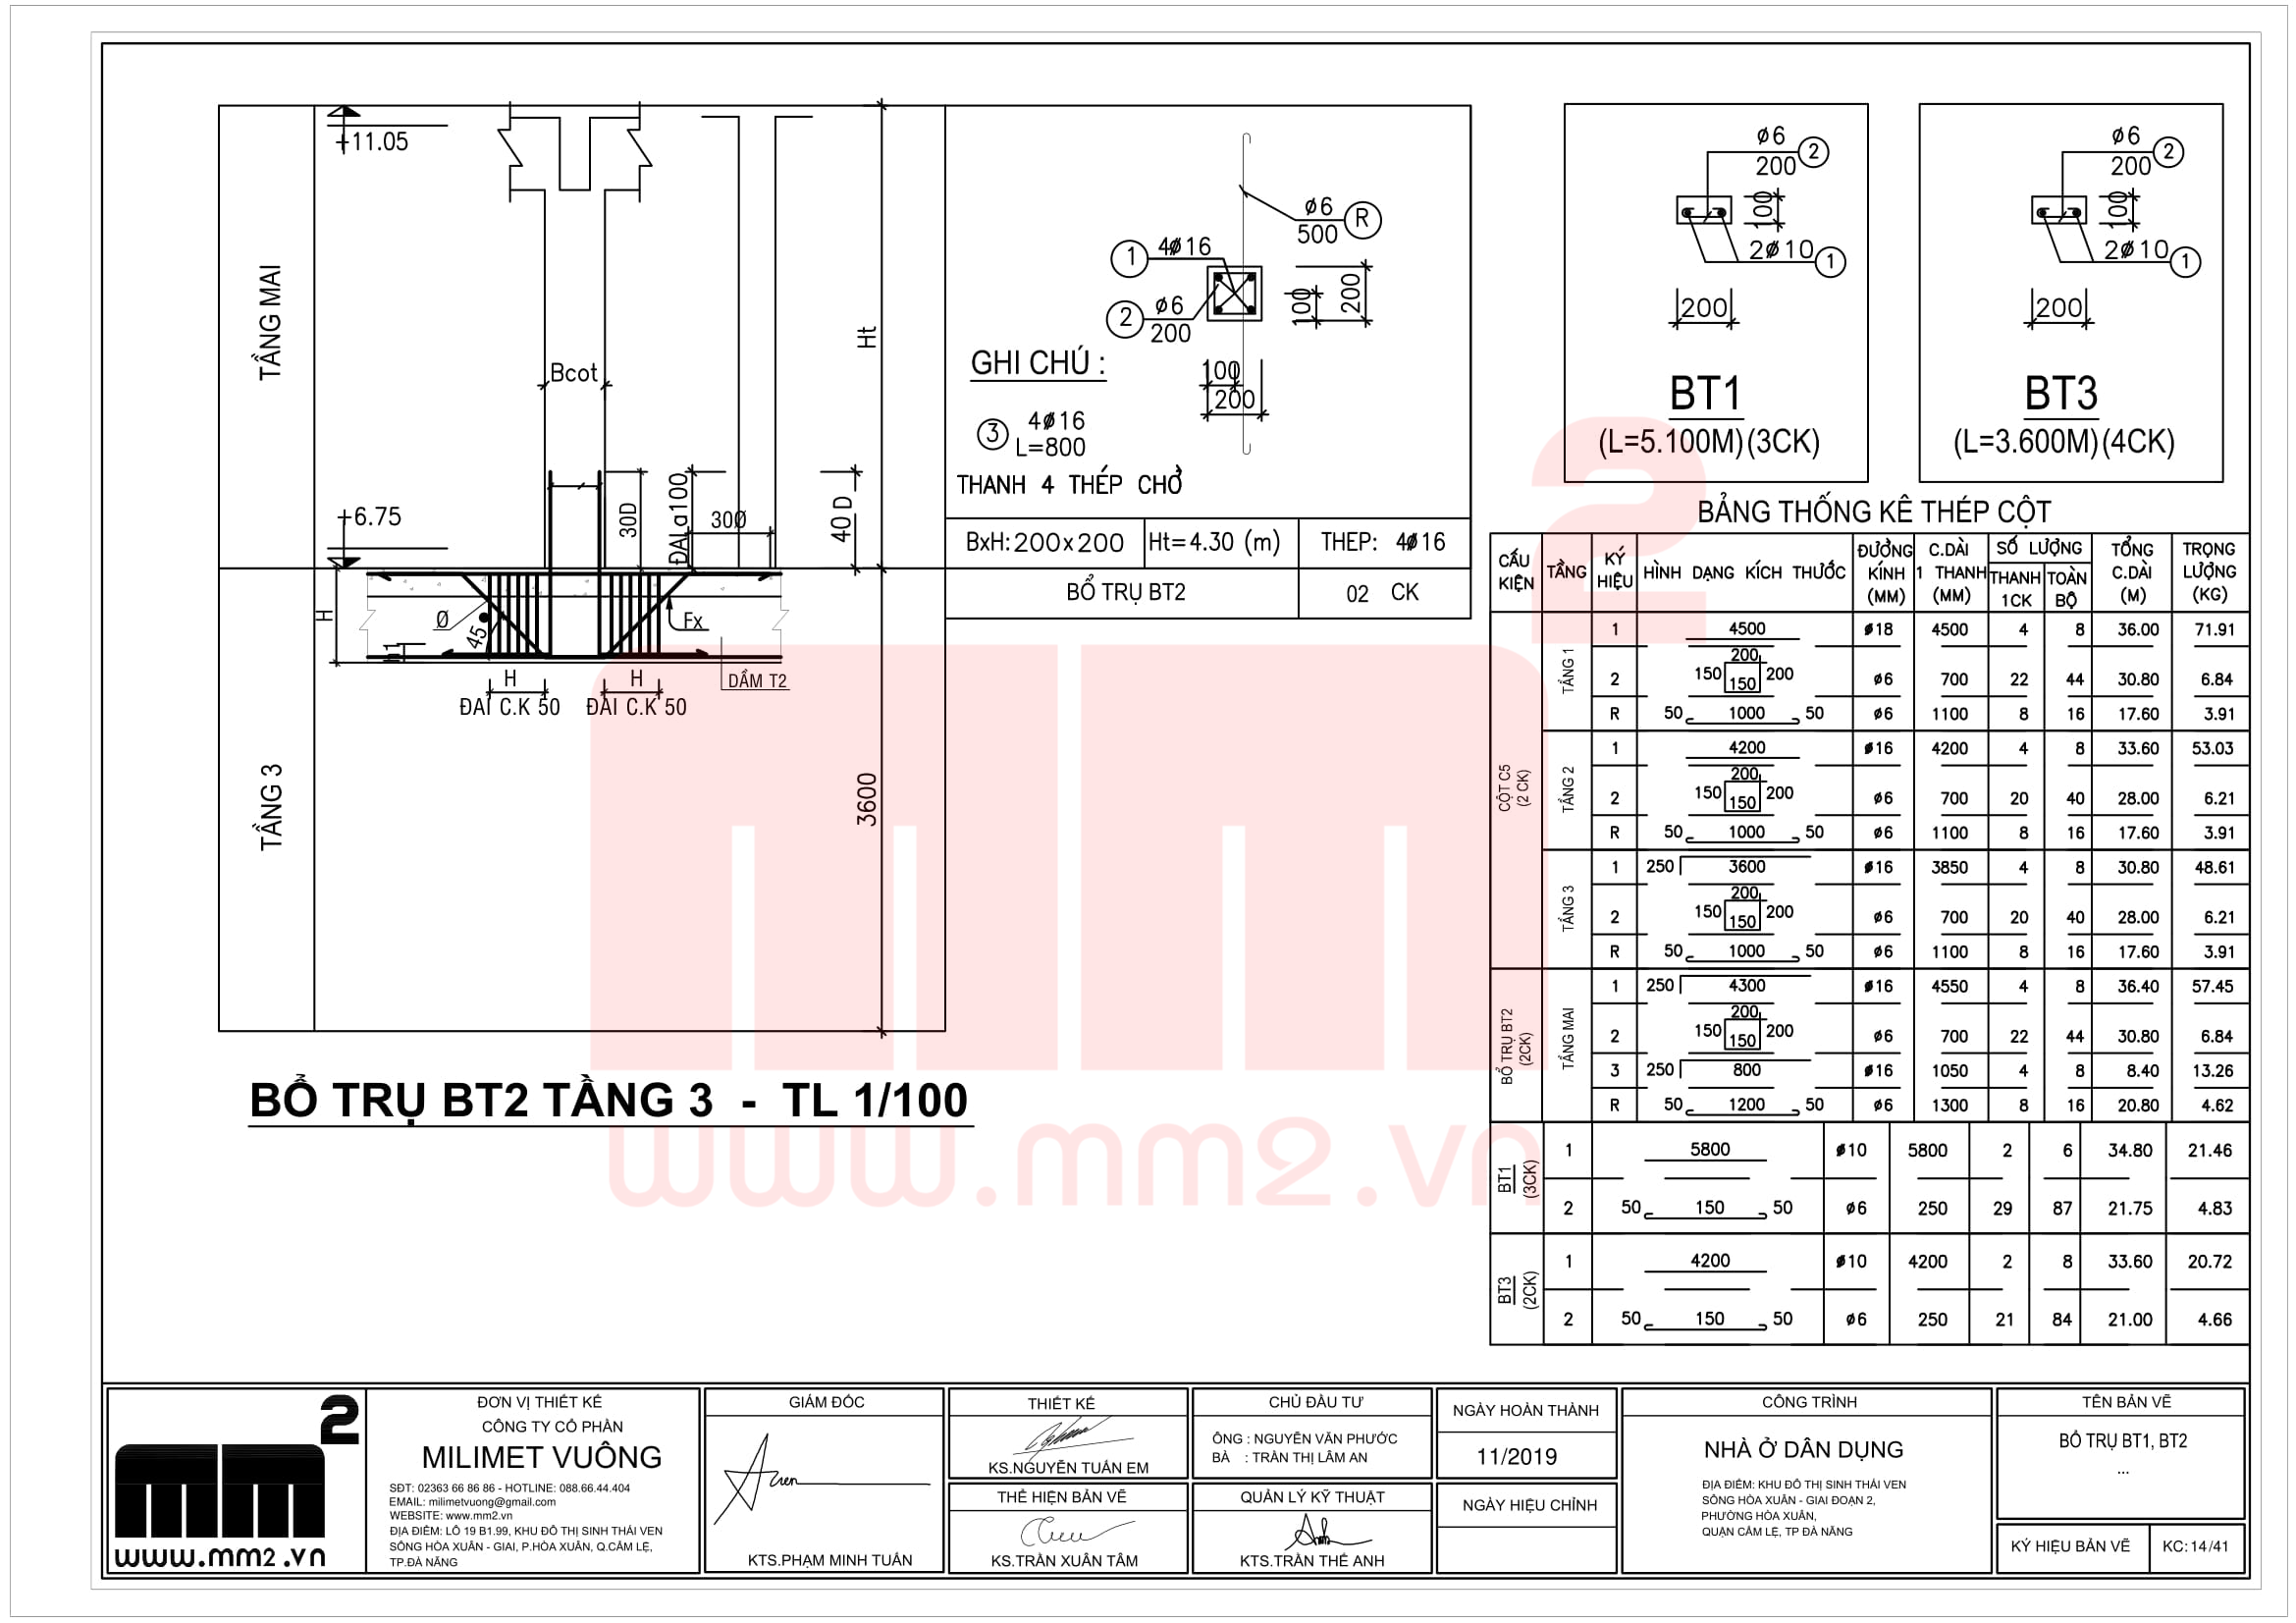 +11.05
TẦNG MAI
Bcot
Ht
+6.75
30D
ĐAI a100
30Ø
40 D
H
Ø
45
h1
Fx
H
H
DẦM T2
ĐAI C.K 50
ĐAI C.K 50
TẦNG 3
3600
BỔ TRỤ BT2 TẦNG 3 - TL 1/100
ø6
500
R
1
4ø16
2
ø6
200
100
200
100
200
GHI CHÚ :
3
4ø16
L=800
THANH 4 THÉP CHỞ
BxH: 200x200 Ht= 4.30 (m) THEP: 4ø16
BỔ TRỤ BT2 02 CK
ø6
200
2
100
2ø10
1
200
BT1
(L=5.100M)(3CK)
ø6
200
2
100
2ø10
1
200
BT3
(L=3.600M)(4CK)
BẢNG THỐNG KÊ THÉP CỘT
CẤU KIỆN TẦNG KÝ HIỆU HÌNH DẠNG KÍCH THƯỚC ĐƯỜNG KÍNH (MM) C.DÀI 1 THANH (MM) SỐ LƯỢNG THANH 1CK TOÀN BỘ TỔNG C.DÀI (M) TRỌNG LƯỢNG (KG)
CỘT C5
(2 CK)
TẦNG 1
1 4500 ø18 4500 4 8 36.00 71.91
2 150 200 150 200 ø6 700 22 44 30.80 6.84
R 50 1000 50 ø6 1100 8 16 17.60 3.91
TẦNG 2
1 4200 ø16 4200 4 8 33.60 53.03
2 150 200 150 200 ø6 700 20 40 28.00 6.21
R 50 1000 50 ø6 1100 8 16 17.60 3.91
TẦNG 3
1 250 3600 ø16 3850 4 8 30.80 48.61
2 150 200 150 200 ø6 700 20 40 28.00 6.21
R 50 1000 50 ø6 1100 8 16 17.60 3.91
BỔ TRỤ BT2
(2CK)
TẦNG MAI
1 250 4300 ø16 4550 4 8 36.40 57.45
2 150 200 150 200 ø6 700 22 44 30.80 6.84
3 250 800 ø16 1050 4 8 8.40 13.26
R 50 1200 50 ø6 1300 8 16 20.80 4.62
BT1
(3CK)
1 5800 ø10 5800 2 6 34.80 21.46
2 50 150 50 ø6 250 29 87 21.75 4.83
BT3
(2CK)
1 4200 ø10 4200 2 8 33.60 20.72
2 50 150 50 ø6 250 21 84 21.00 4.66
mm2
www.mm2.vn
mm2
www.mm2.vn
ĐƠN VỊ THIẾT KẾ
CÔNG TY CỔ PHẦN
MILIMET VUÔNG
SĐT: 02363 66 86 86 - HOTLINE: 088.66.44.404
EMAIL: milimetvuong@gmail.com
WEBSITE: www.mm2.vn
ĐỊA ĐIỂM: LÔ 19 B1.99, KHU ĐÔ THỊ SINH THÁI VEN
SÔNG HÒA XUÂN - GIAI, P.HÒA XUÂN, Q.CẨM LỆ,
TP.ĐÀ NẴNG
GIÁM ĐỐC
KTS.PHẠM MINH TUẤN
THIẾT KẾ
KS.NGUYỄN TUẤN EM
THỂ HIỆN BẢN VẼ
KS.TRẦN XUÂN TÂM
CHỦ ĐẦU TƯ
ÔNG : NGUYỄN VĂN PHƯỚC
BÀ : TRẦN THỊ LÂM AN
QUẢN LÝ KỸ THUẬT
KTS.TRẦN THẾ ANH
NGÀY HOÀN THÀNH
11/2019
NGÀY HIỆU CHỈNH
CÔNG TRÌNH
NHÀ Ở DÂN DỤNG
ĐỊA ĐIỂM: KHU ĐÔ THỊ SINH THÁI VEN
SÔNG HÒA XUÂN - GIAI ĐOẠN 2,
PHƯỜNG HÒA XUÂN,
QUẬN CẨM LỆ, TP ĐÀ NẴNG
TÊN BẢN VẼ
BỔ TRỤ BT1, BT2
...
KÝ HIỆU BẢN VẼ KC: 14/41